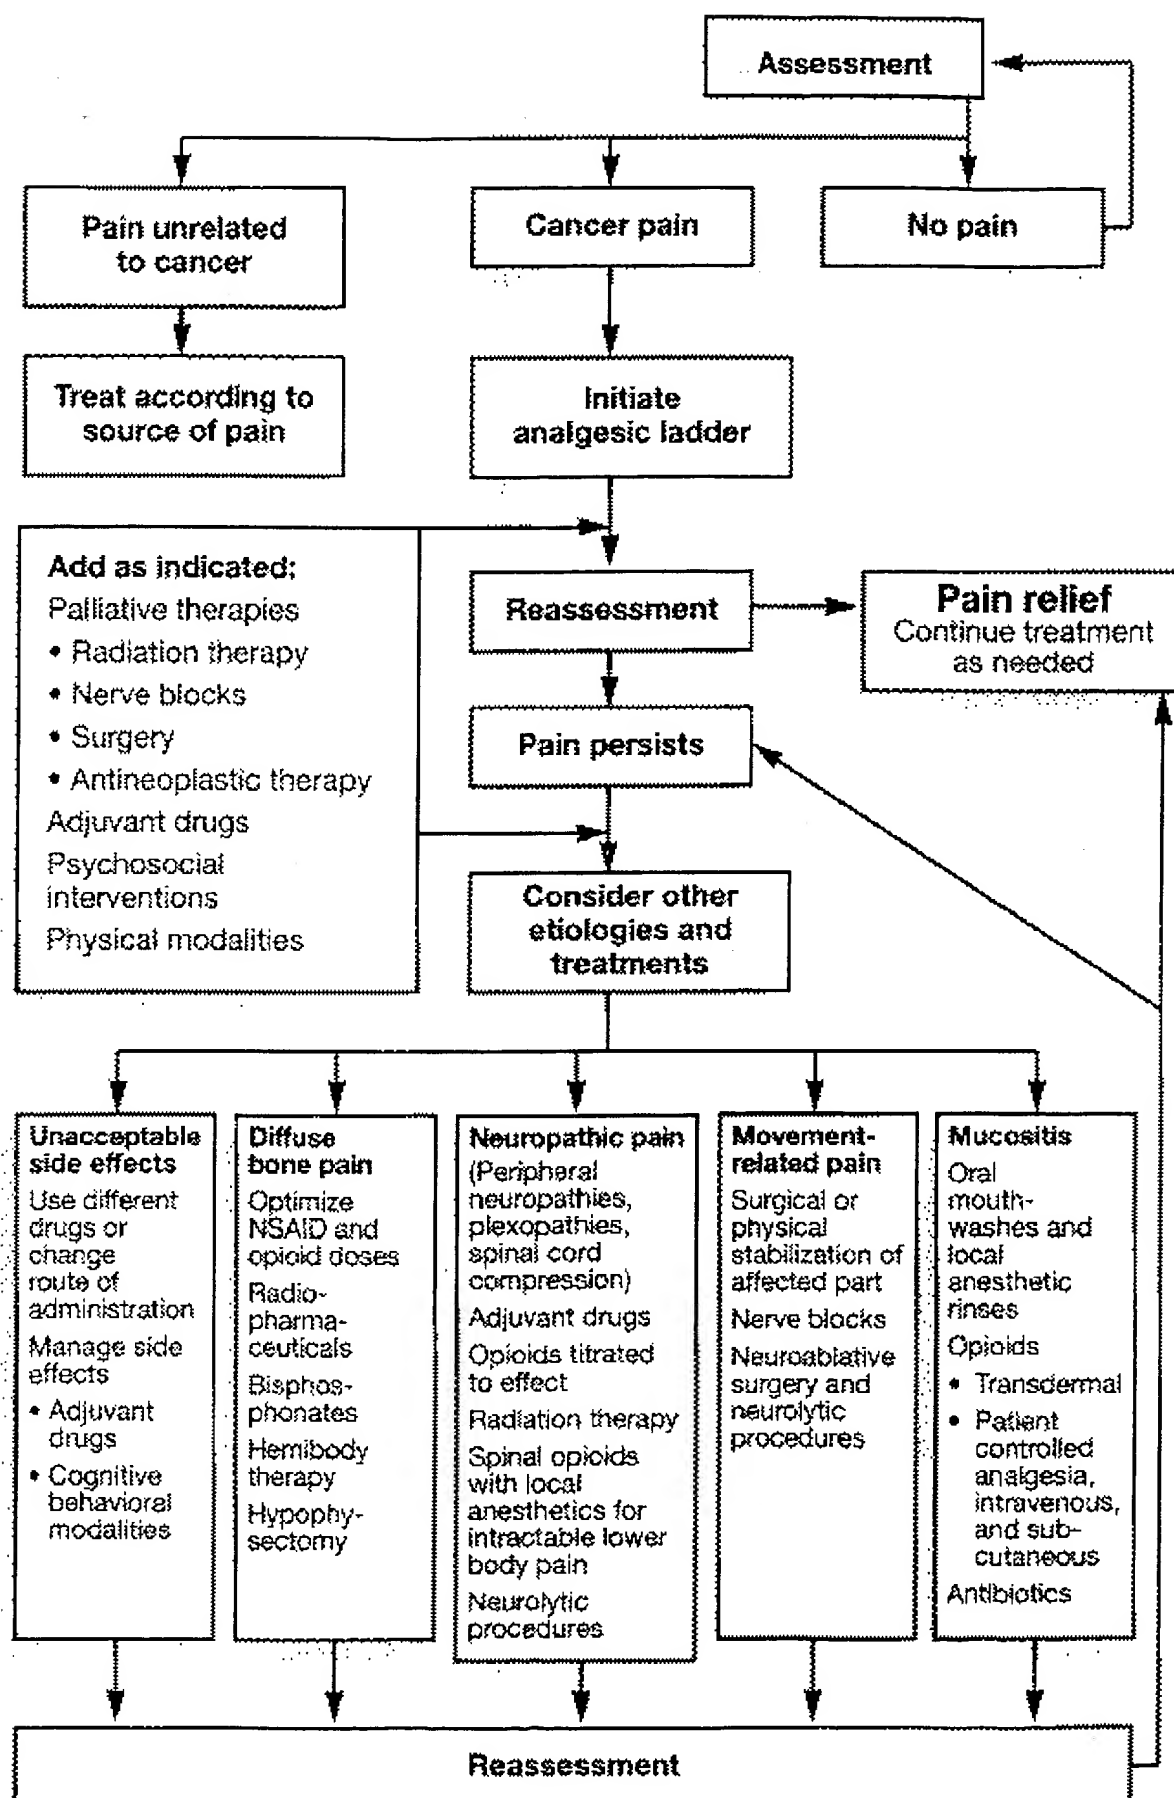 Assessment
Pain unrelated
to cancer
Cancer pain
No pain
Treat according to
source of pain
Initiate
analgesic ladder
Add as indicated:
Palliative therapies
• Radiation therapy
• Nerve blocks
• Surgery
• Antineoplastic therapy
Adjuvant drugs
Psychosocial
interventions
Physical modalities
Reassessment
Pain relief
Continue treatment
as needed
Pain persists
Consider other
etiologies and
treatments
Unacceptable
side effects
Use different
drugs or
change
route of
administration
Manage side
effects
• Adjuvant
drugs
• Cognitive
behavioral
modalities
Diffuse
bone pain
Optimize
NSAID and
opioid doses
Radio-
pharma-
ceuticals
Bisphos-
phonates
Hemibody
therapy
Hypophy-
sectomy
Neuropathic pain
(Peripheral
neuropathies,
plexopathies,
spinal cord
compression)
Adjuvant drugs
Opioids titrated
to effect
Radiation therapy
Spinal opioids
with local
anesthetics for
intractable lower
body pain
Neurolytic
procedures
Movement-
related pain
Surgical or
physical
stabilization of
affected part
Nerve blocks
Neuroablative
surgery and
neurolytic
procedures
Mucositis
Oral
mouth-
washes and
local
anesthetic
rinses
Opioids
• Transdermal
• Patient
controlled
analgesia,
intravenous,
and sub-
cutaneous
Antibiotics
Reassessment